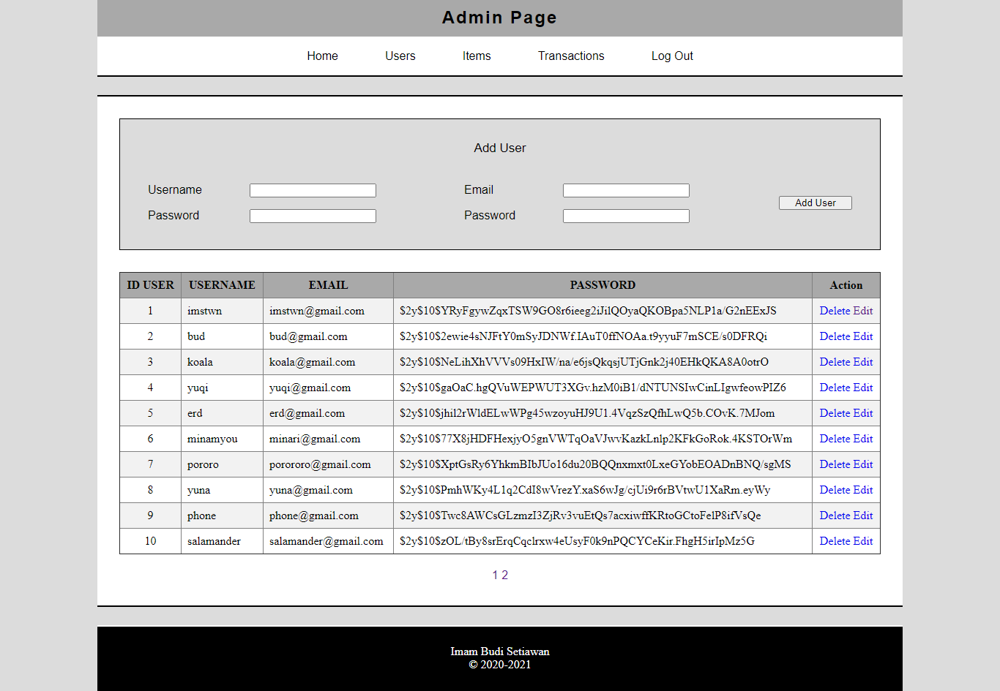 Admin Page
Home Users Items Transactions Log Out
Add User
Username Email
Add User
Password Password
ID USER USERNAME EMAIL PASSWORD Action
1 imstwn imstwn@gmail.com $2y$10$YRyFgywZqxTSW9GO8r6ieeg2iJilQOyaQKOBpa5NLP1a/G2nEExJS Delete Edit
2 bud bud@gmail.com $2y$10$2ewie4sNJFtY0mSyJDNWf.IAuT0ffNOAa.t9yyuF7mSCE/s0DFRQi Delete Edit
3 koala koala@gmail.com $2y$10$NeLihXhVVVs09HxIW/na/e6jsQkqsjUTjGnk2j40EHkQKA8A0otrO Delete Edit
4 yuqi yuqi@gmail.com $2y$10$gaOaC.hgQVuWEPWUT3XGv.hzM0iB1/dNTUNSIwCinLIgwfeowPIZ6 Delete Edit
5 erd erd@gmail.com $2y$10$jhil2rWldELwWPg45wzoyuHJ9U1.4VqzSzQfhLwQ5b.COvK.7MJom Delete Edit
6 minamyou minari@gmail.com $2y$10$77X8jHDFHexjyO5gnVWTqOaVJwvKazkLnlp2KFkGoRok.4KSTOrWm Delete Edit
7 pororo porororo@gmail.com $2y$10$XptGsRy6YhkmBIbJUo16du20BQQnxmxt0LxeGYobEOADnBNQ/sgMS Delete Edit
8 yuna yuna@gmail.com $2y$10$PmhWKy4L1q2CdI8wVrezY.xaS6wJg/cjUi9r6rBVtwU1XaRm.eyWy Delete Edit
9 phone phone@gmail.com $2y$10$Twc8AWCsGLzmzI3ZjRv3vuEtQs7acxiwffKRtoGCtoFelP8ifVsQe Delete Edit
10 salamander salamander@gmail.com $2y$10$zOL/tBy8srErqCqclrxw4eUsyF0k9nPQCYCeKir.FhgH5irIpMz5G Delete Edit
1 2
Imam Budi Setiawan
© 2020-2021